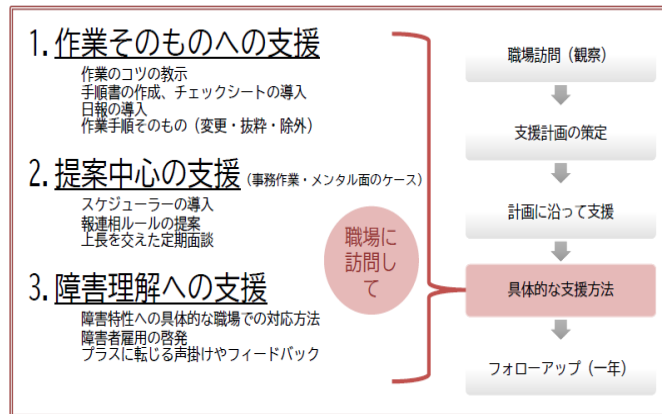 1.作業そのものへの支援
作業のコツの教示
手順書の作成、チェックシートの導入
日報の導入
作業手順そのもの（変更・抜粋・除外）
2.提案中心の支援（事務作業・メンタル面のケース）
スケジューラーの導入
報連相ルールの提案
上長を交えた定期面談
3.障害理解への支援
障害特性への具体的な職場での対応方法
障害者雇用の啓発
プラスに転じる声掛けやフィードバック
職場に
訪問し
て
職場訪問（観察）
支援計画の策定
計画に沿って支援
具体的な支援方法
フォローアップ（一年）